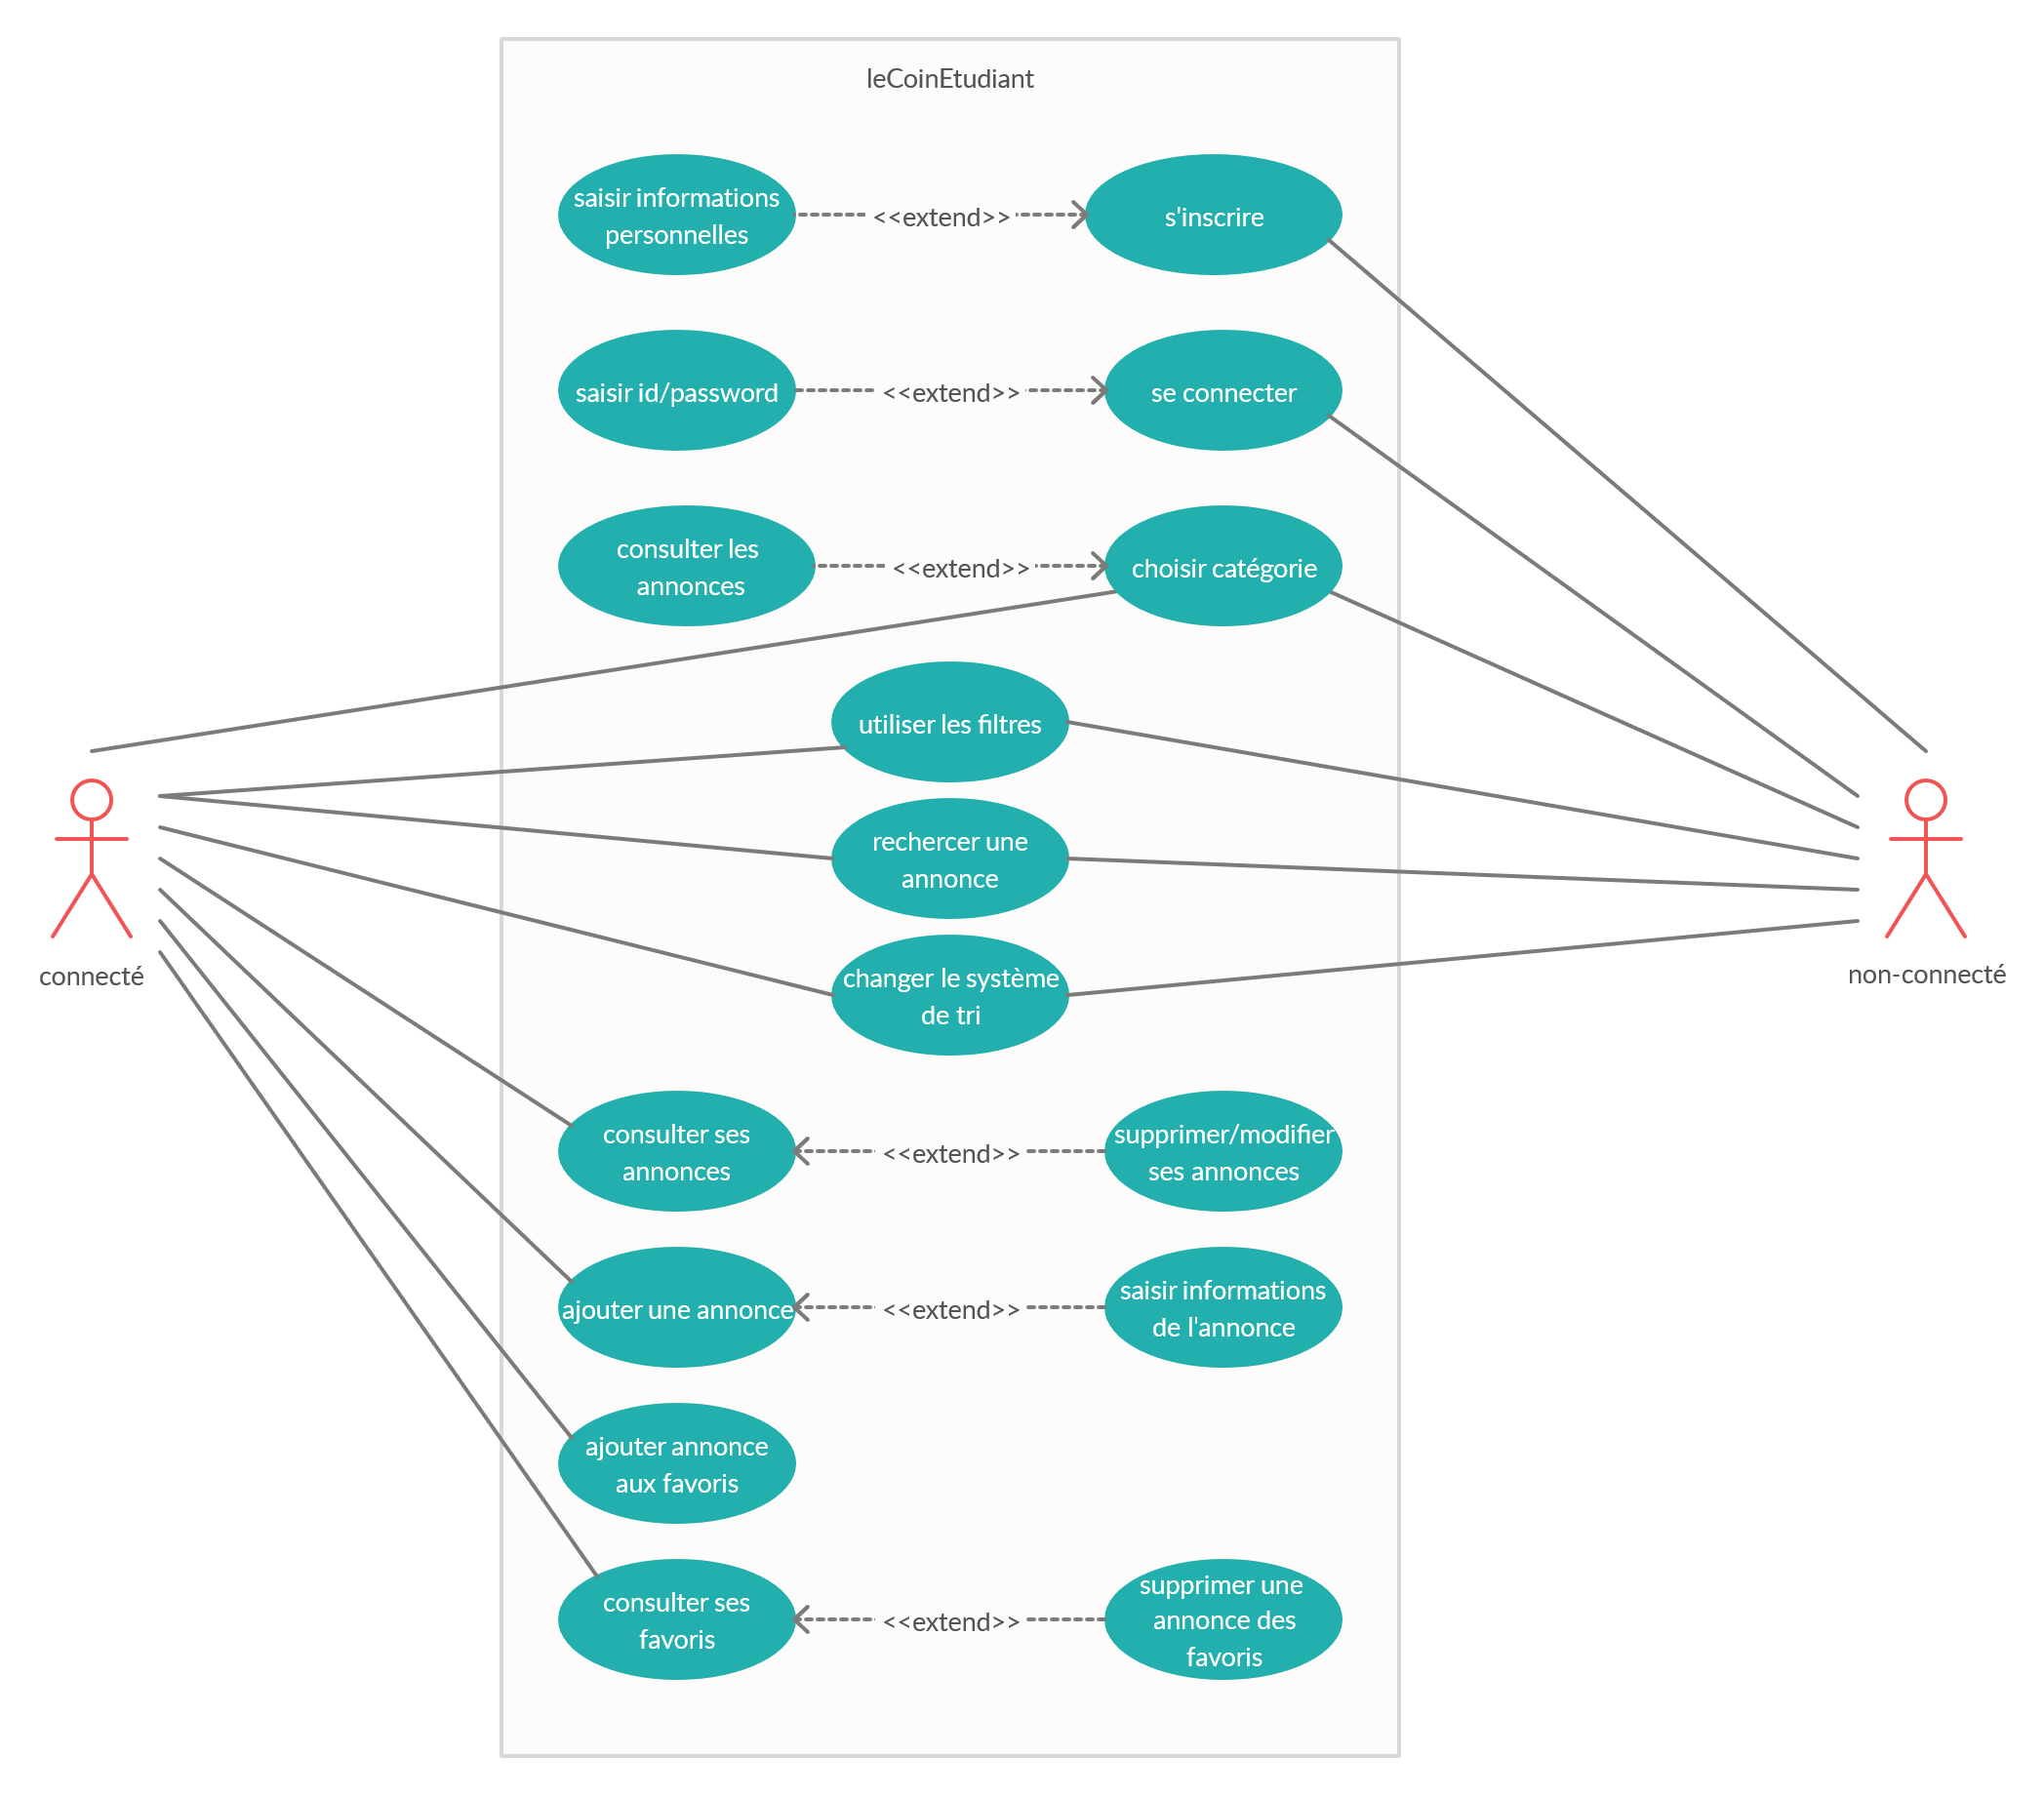 leCoinEtudiant
saisir informations
personnelles
<<extend>>
s'inscrire
saisir id/password
<<extend>>
se connecter
consulter les
annonces
<<extend>>
choisir catégorie
utiliser les filtres
rechercer une
annonce
connecté
non-connecté
changer le système
de tri
consulter ses
annonces
<<extend>>
supprimer/modifier
ses annonces
ajouter une annonce
<<extend>>
saisir informations
de l'annonce
ajouter annonce
aux favoris
consulter ses
favoris
<<extend>>
supprimer une
annonce des
favoris